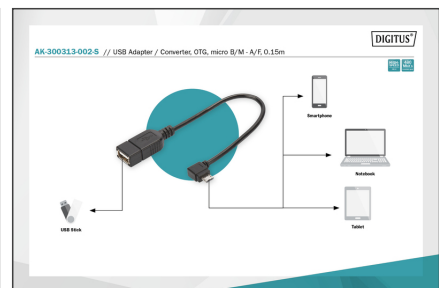 DIGITUS®
AK-300313-002-S // USB Adapter / Converter, OTG, micro B/M - A/F, 0.15m
Smartphone
Notebook
USB Stick
Tablet